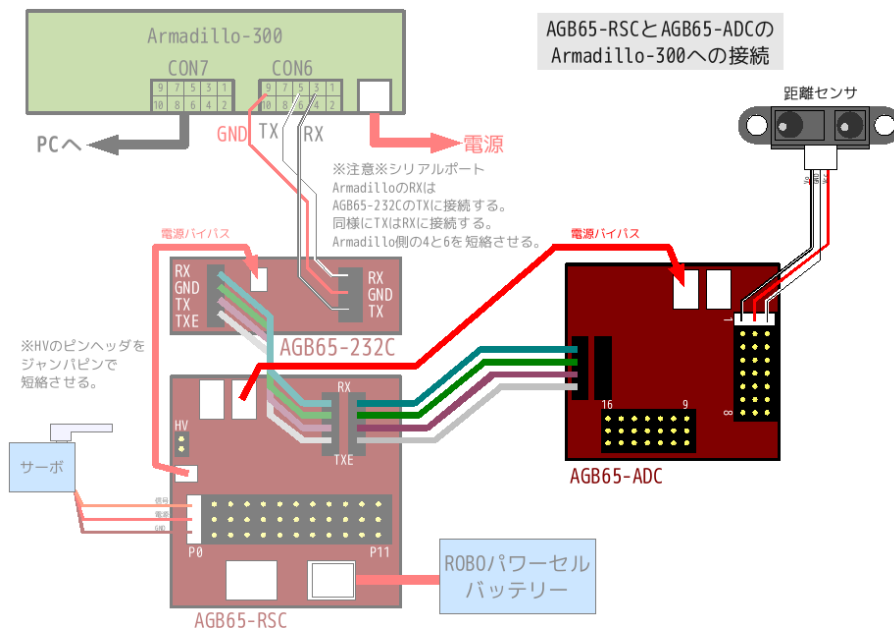 AGB65-RSCとAGB65-ADCの
Armadillo-300への接続
Armadillo-300
CON7
CON6
9 7 5 3 1
10 8 6 4 2
9 7 5 3 1
10 8 6 4 2
GND
TX
RX
PCへ
電源
距離センサ
GND
※注意※シリアルポート
ArmadilloのRXは
AGB65-232CのTXに接続する。
同様にTXはRXに接続する。
Armadillo側の4と6を短絡させる。
電源バイパス
電源バイパス
RX
GND
TX
TXE
RX
GND
TX
AGB65-232C
※HVのピンヘッダを
ジャンパピンで
短絡させる。
HV
RX
TXE
1
8
16
9
AGB65-ADC
サーボ
信号
電源
GND
P0
P11
AGB65-RSC
ROBOパワーセル
バッテリー